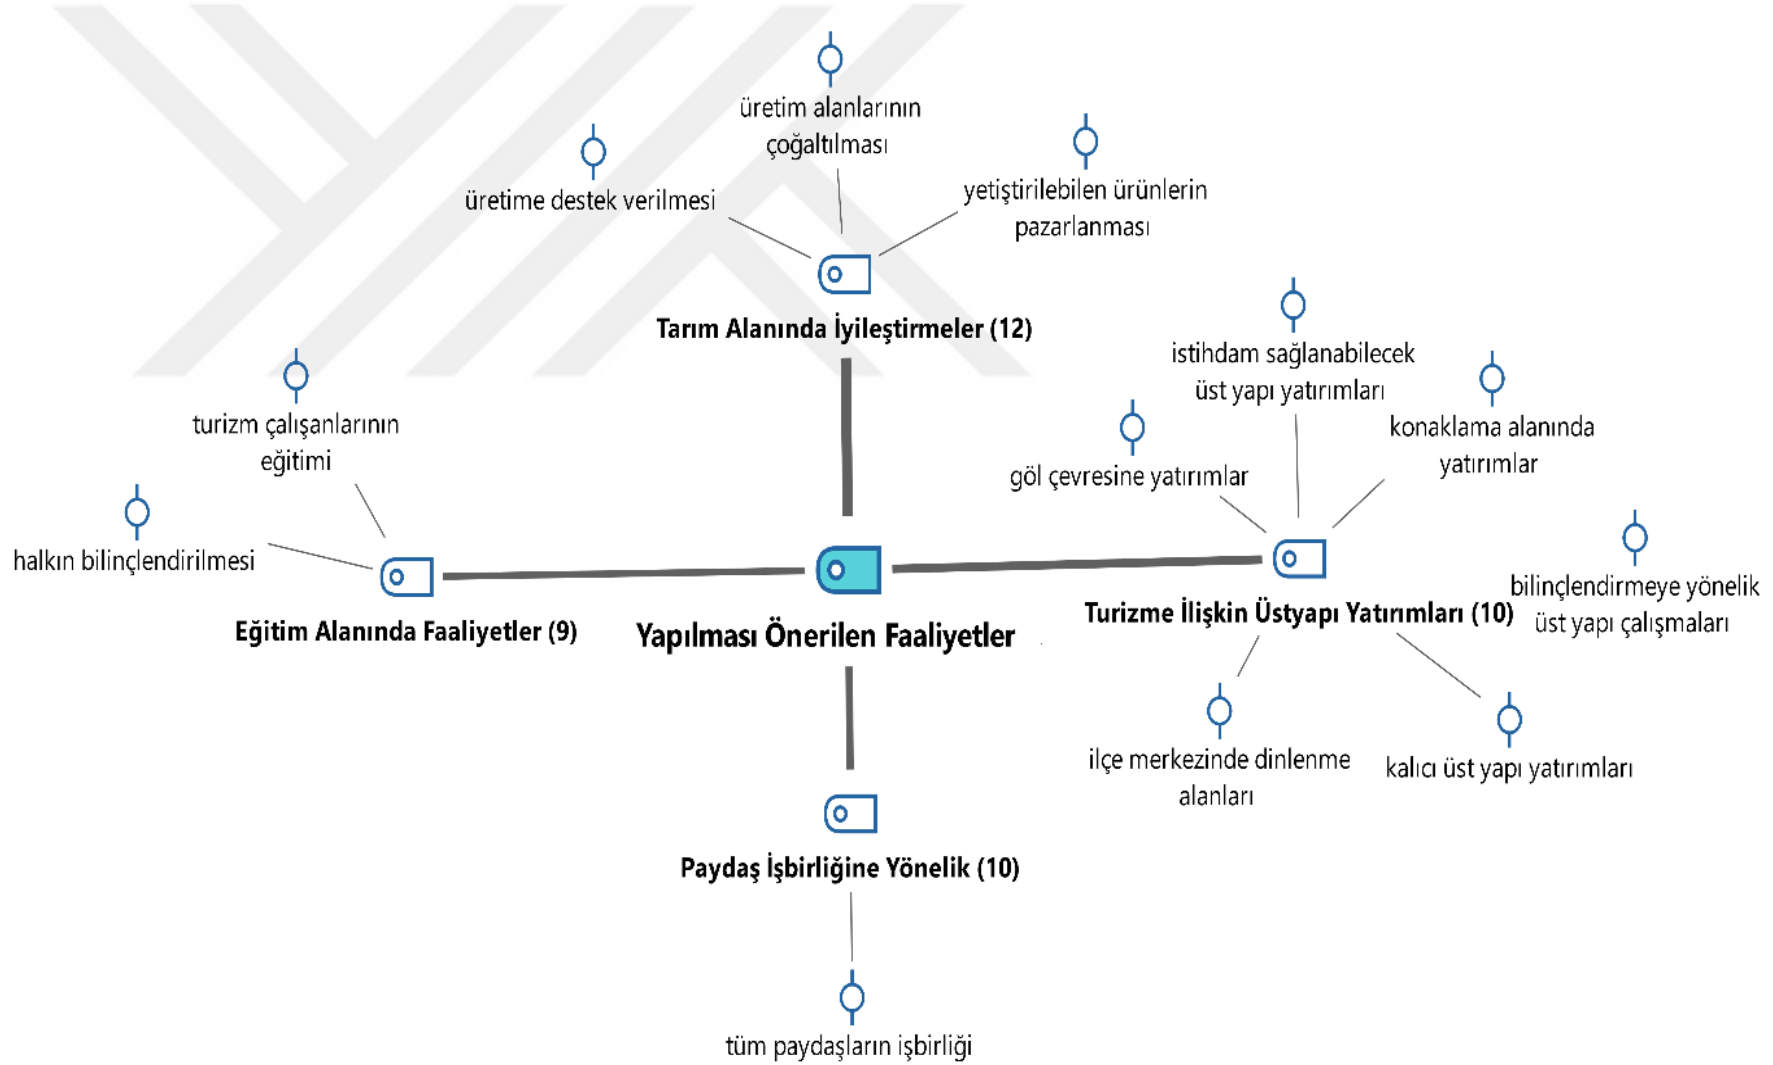 üretim alanlarının
çoğaltılması
üretime destek verilmesi
yetiştirilebilen ürünlerin
pazarlanması
Tarım Alanında İyileştirmeler (12)
turizm çalışanlarının
eğitimi
halkın bilinçlendirilmesi
Eğitim Alanında Faaliyetler (9)
Yapılması Önerilen Faaliyetler
istihdam sağlanabilecek
üst yapı yatırımları
konaklama alanında
yatırımlar
göl çevresine yatırımlar
Turizme İlişkin Üstyapı Yatırımları (10)
bilinçlendirmeye yönelik
üst yapı çalışmaları
ilçe merkezinde dinlenme
alanları
kalıcı üst yapı yatırımları
Paydaş İşbirliğine Yönelik (10)
tüm paydaşların işbirliği